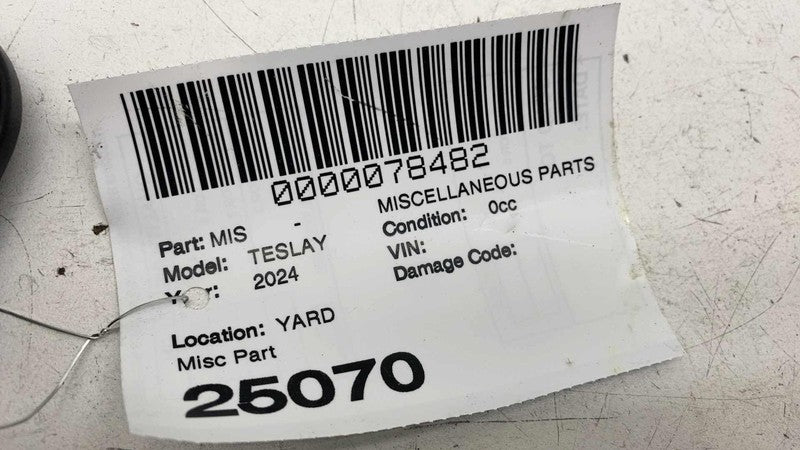 0000078482
Part: MIS - MISCELLANEOUS PARTS
Model: TESLAY Condition: 0cc
2024 VIN:
Damage Code:
Location: YARD
Misc Part
25070